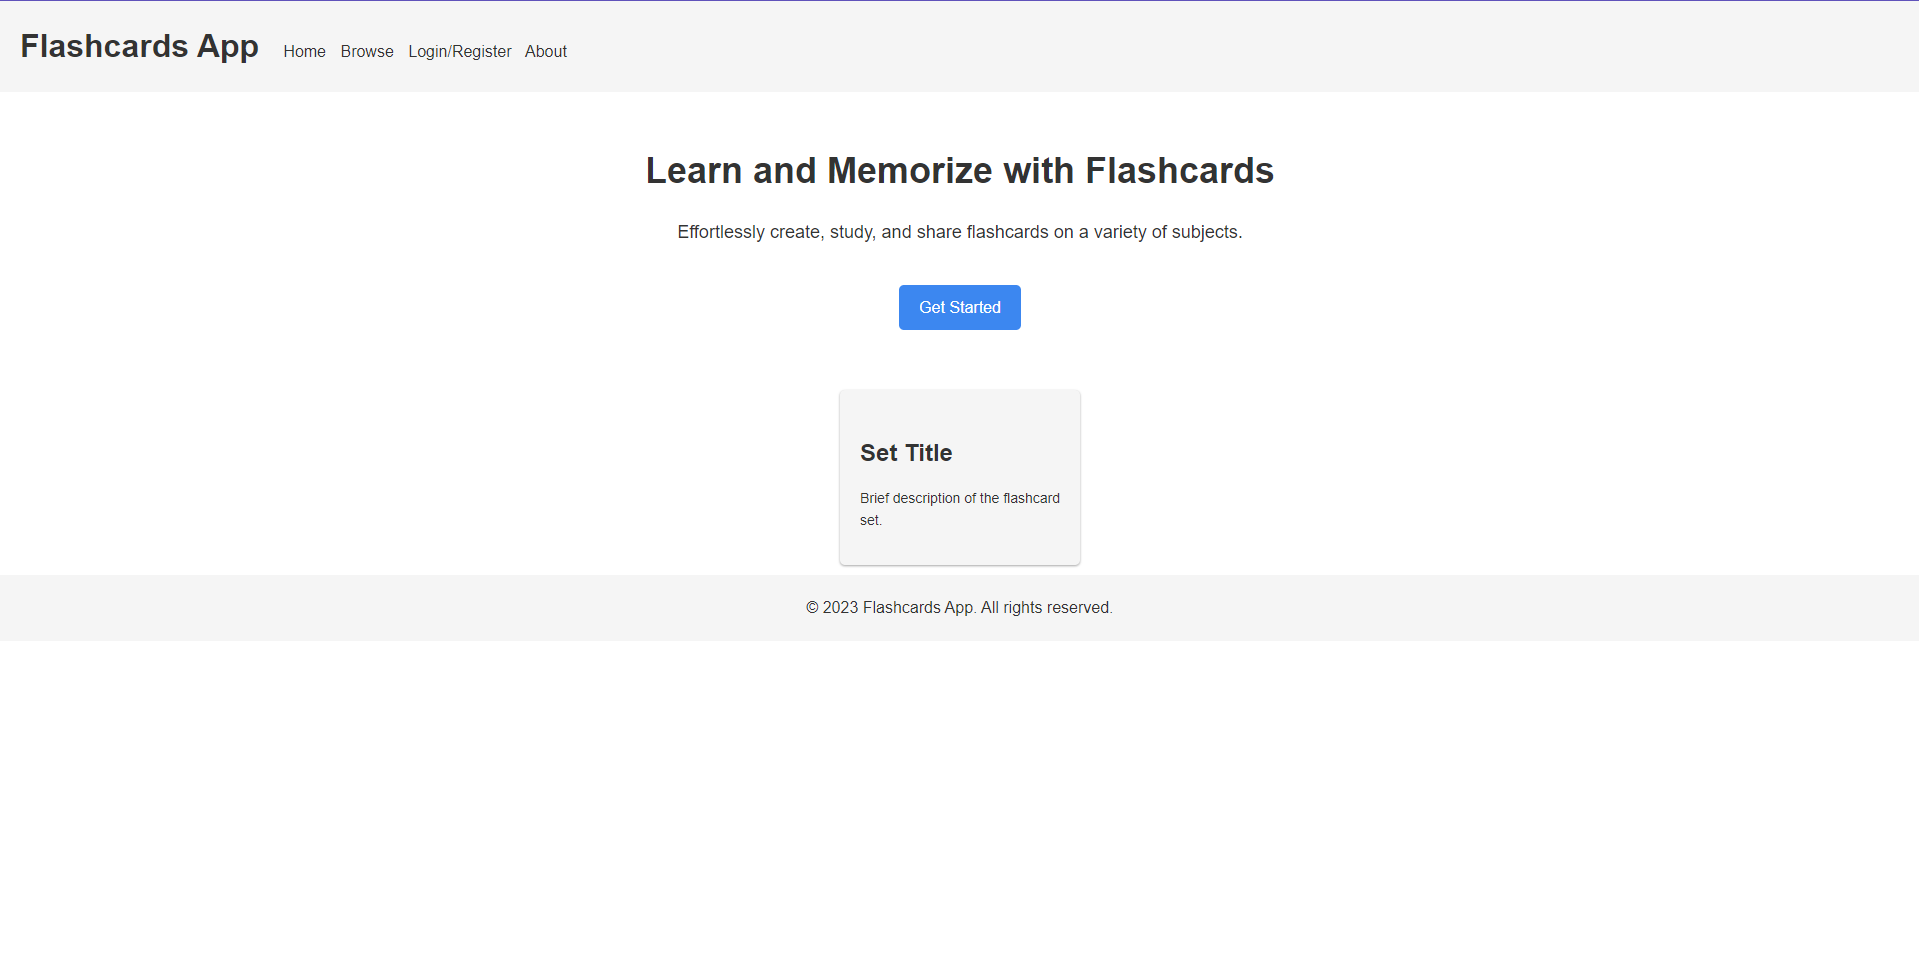 Flashcards App Home Browse Login/Register About
Learn and Memorize with Flashcards
Effortlessly create, study, and share flashcards on a variety of subjects.
Get Started
Set Title
Brief description of the flashcard
set.
© 2023 Flashcards App. All rights reserved.